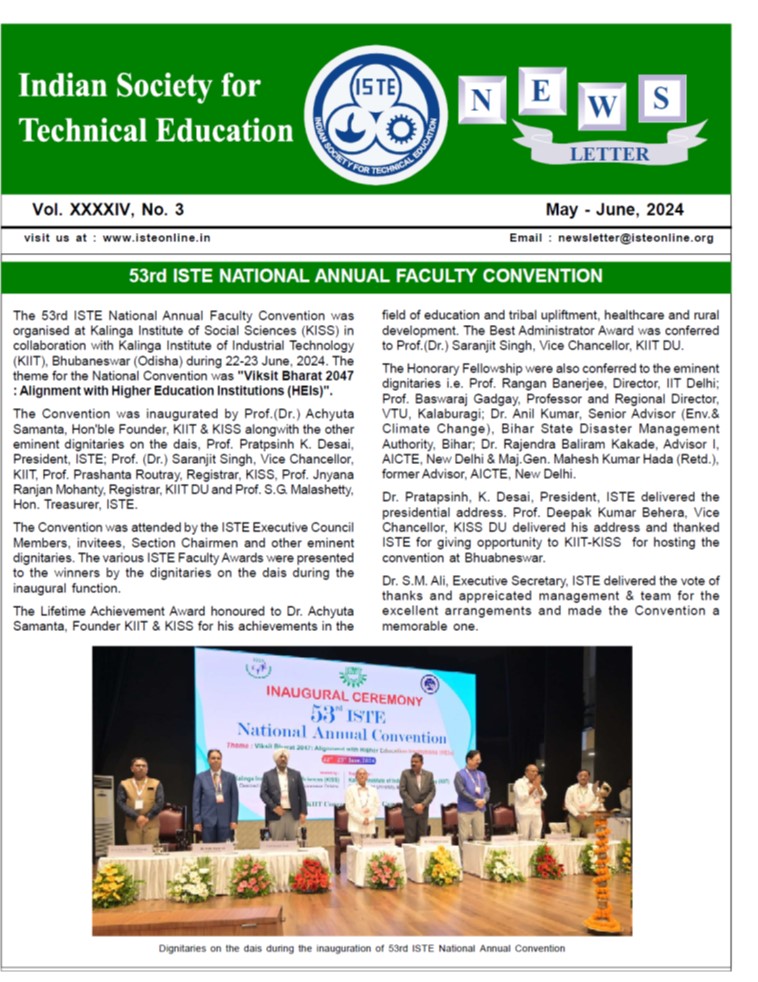 Indian Society for
Technical Education
ISTE
INDIAN SOCIETY FOR TECHNICAL EDUCATION
NEWS
LETTER
Vol. XXXXIV, No. 3
May - June, 2024
visit us at : www.isteonline.in
Email : newsletter@isteonline.org
53rd ISTE NATIONAL ANNUAL FACULTY CONVENTION
The 53rd ISTE National Annual Faculty Convention was
organised at Kalinga Institute of Social Sciences (KISS) in
collaboration with Kalinga Institute of Industrial Technology
(KIIT), Bhubaneswar (Odisha) during 22-23 June, 2024. The
theme for the National Convention was "Viksit Bharat 2047
: Alignment with Higher Education Institutions (HEIs)".
The Convention was inaugurated by Prof.(Dr.) Achyuta
Samanta, Hon'ble Founder, KIIT & KISS alongwith the other
eminent dignitaries on the dais, Prof. Pratpsinh K. Desai,
President, ISTE; Prof. (Dr.) Saranjit Singh, Vice Chancellor,
KIIT, Prof. Prashanta Routray, Registrar, KISS, Prof. Jnyana
Ranjan Mohanty, Registrar, KIIT DU and Prof. S.G. Malashetty,
Hon. Treasurer, ISTE.
The Convention was attended by the ISTE Executive Council
Members, invitees, Section Chairmen and other eminent
dignitaries. The various ISTE Faculty Awards were presented
to the winners by the dignitaries on the dais during the
inaugural function.
The Lifetime Achievement Award honoured to Dr. Achyuta
Samanta, Founder KIIT & KISS for his achievements in the
field of education and tribal upliftment, healthcare and rural
development. The Best Administrator Award was conferred
to Prof.(Dr.) Saranjit Singh, Vice Chancellor, KIIT DU.
The Honorary Fellowship were also conferred to the eminent
dignitaries i.e. Prof. Rangan Banerjee, Director, IIT Delhi;
Prof. Baswaraj Gadgay, Professor and Regional Director,
VTU, Kalaburagi; Dr. Anil Kumar, Senior Advisor (Env.&
Climate Change), Bihar State Disaster Management
Authority, Bihar; Dr. Rajendra Baliram Kakade, Advisor I,
AICTE, New Delhi & Maj.Gen. Mahesh Kumar Hada (Retd.),
former Advisor, AICTE, New Delhi.
Dr. Pratapsinh, K. Desai, President, ISTE delivered the
presidential address. Prof. Deepak Kumar Behera, Vice
Chancellor, KISS DU delivered his address and thanked
ISTE for giving opportunity to KIIT-KISS for hosting the
convention at Bhuabneswar.
Dr. S.M. Ali, Executive Secretary, ISTE delivered the vote of
thanks and appreicated management & team for the
excellent arrangements and made the Convention a
memorable one.
INAUGURAL CEREMONY
53rd ISTE
National Annual Convention
Theme : Viksit Bharat 2047: Alignment with Higher Education
Dignitaries on the dais during the inauguration of 53rd ISTE National Annual Convention